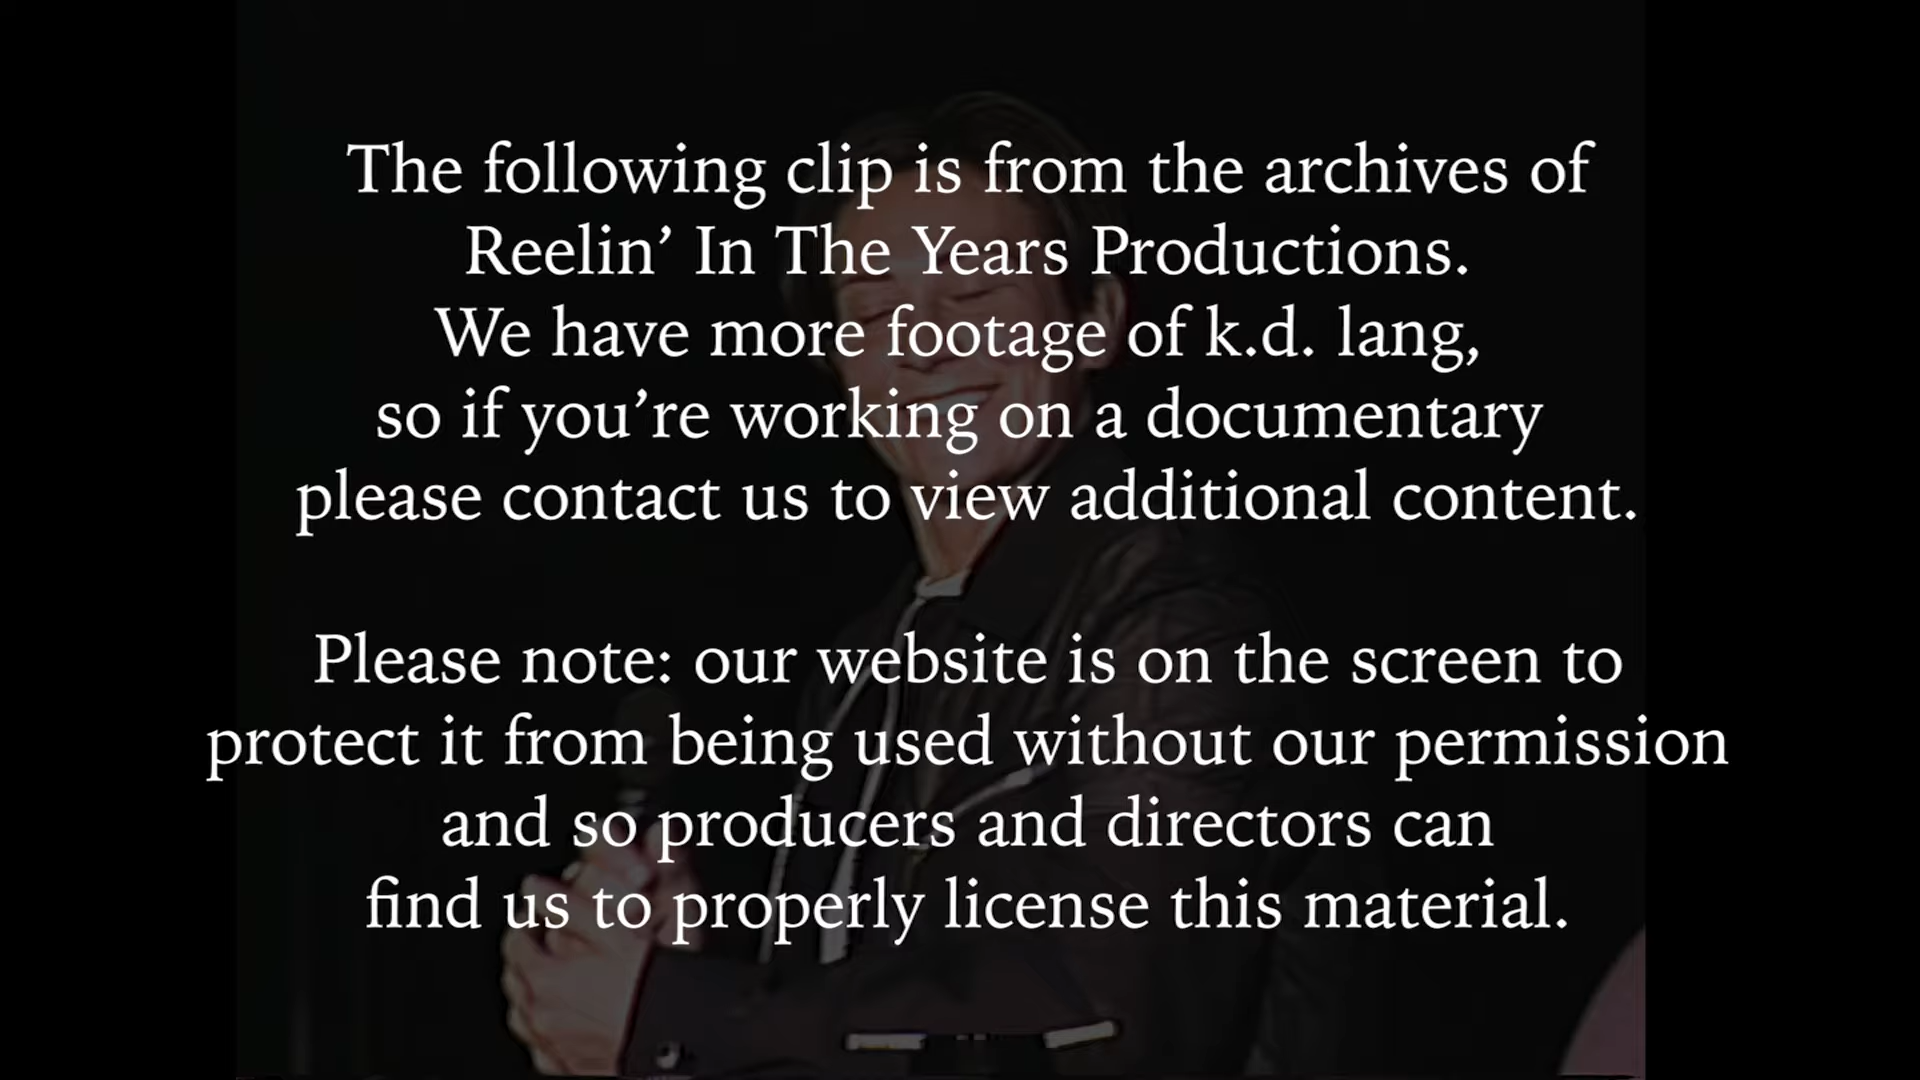 The following clip is from the archives of
Reelin’ In The Years Productions.
We have more footage of k.d. lang,
so if you’re working on a documentary
please contact us to view additional content.
Please note: our website is on the screen to
protect it from being used without our permission
and so producers and directors can
find us to properly license this material.